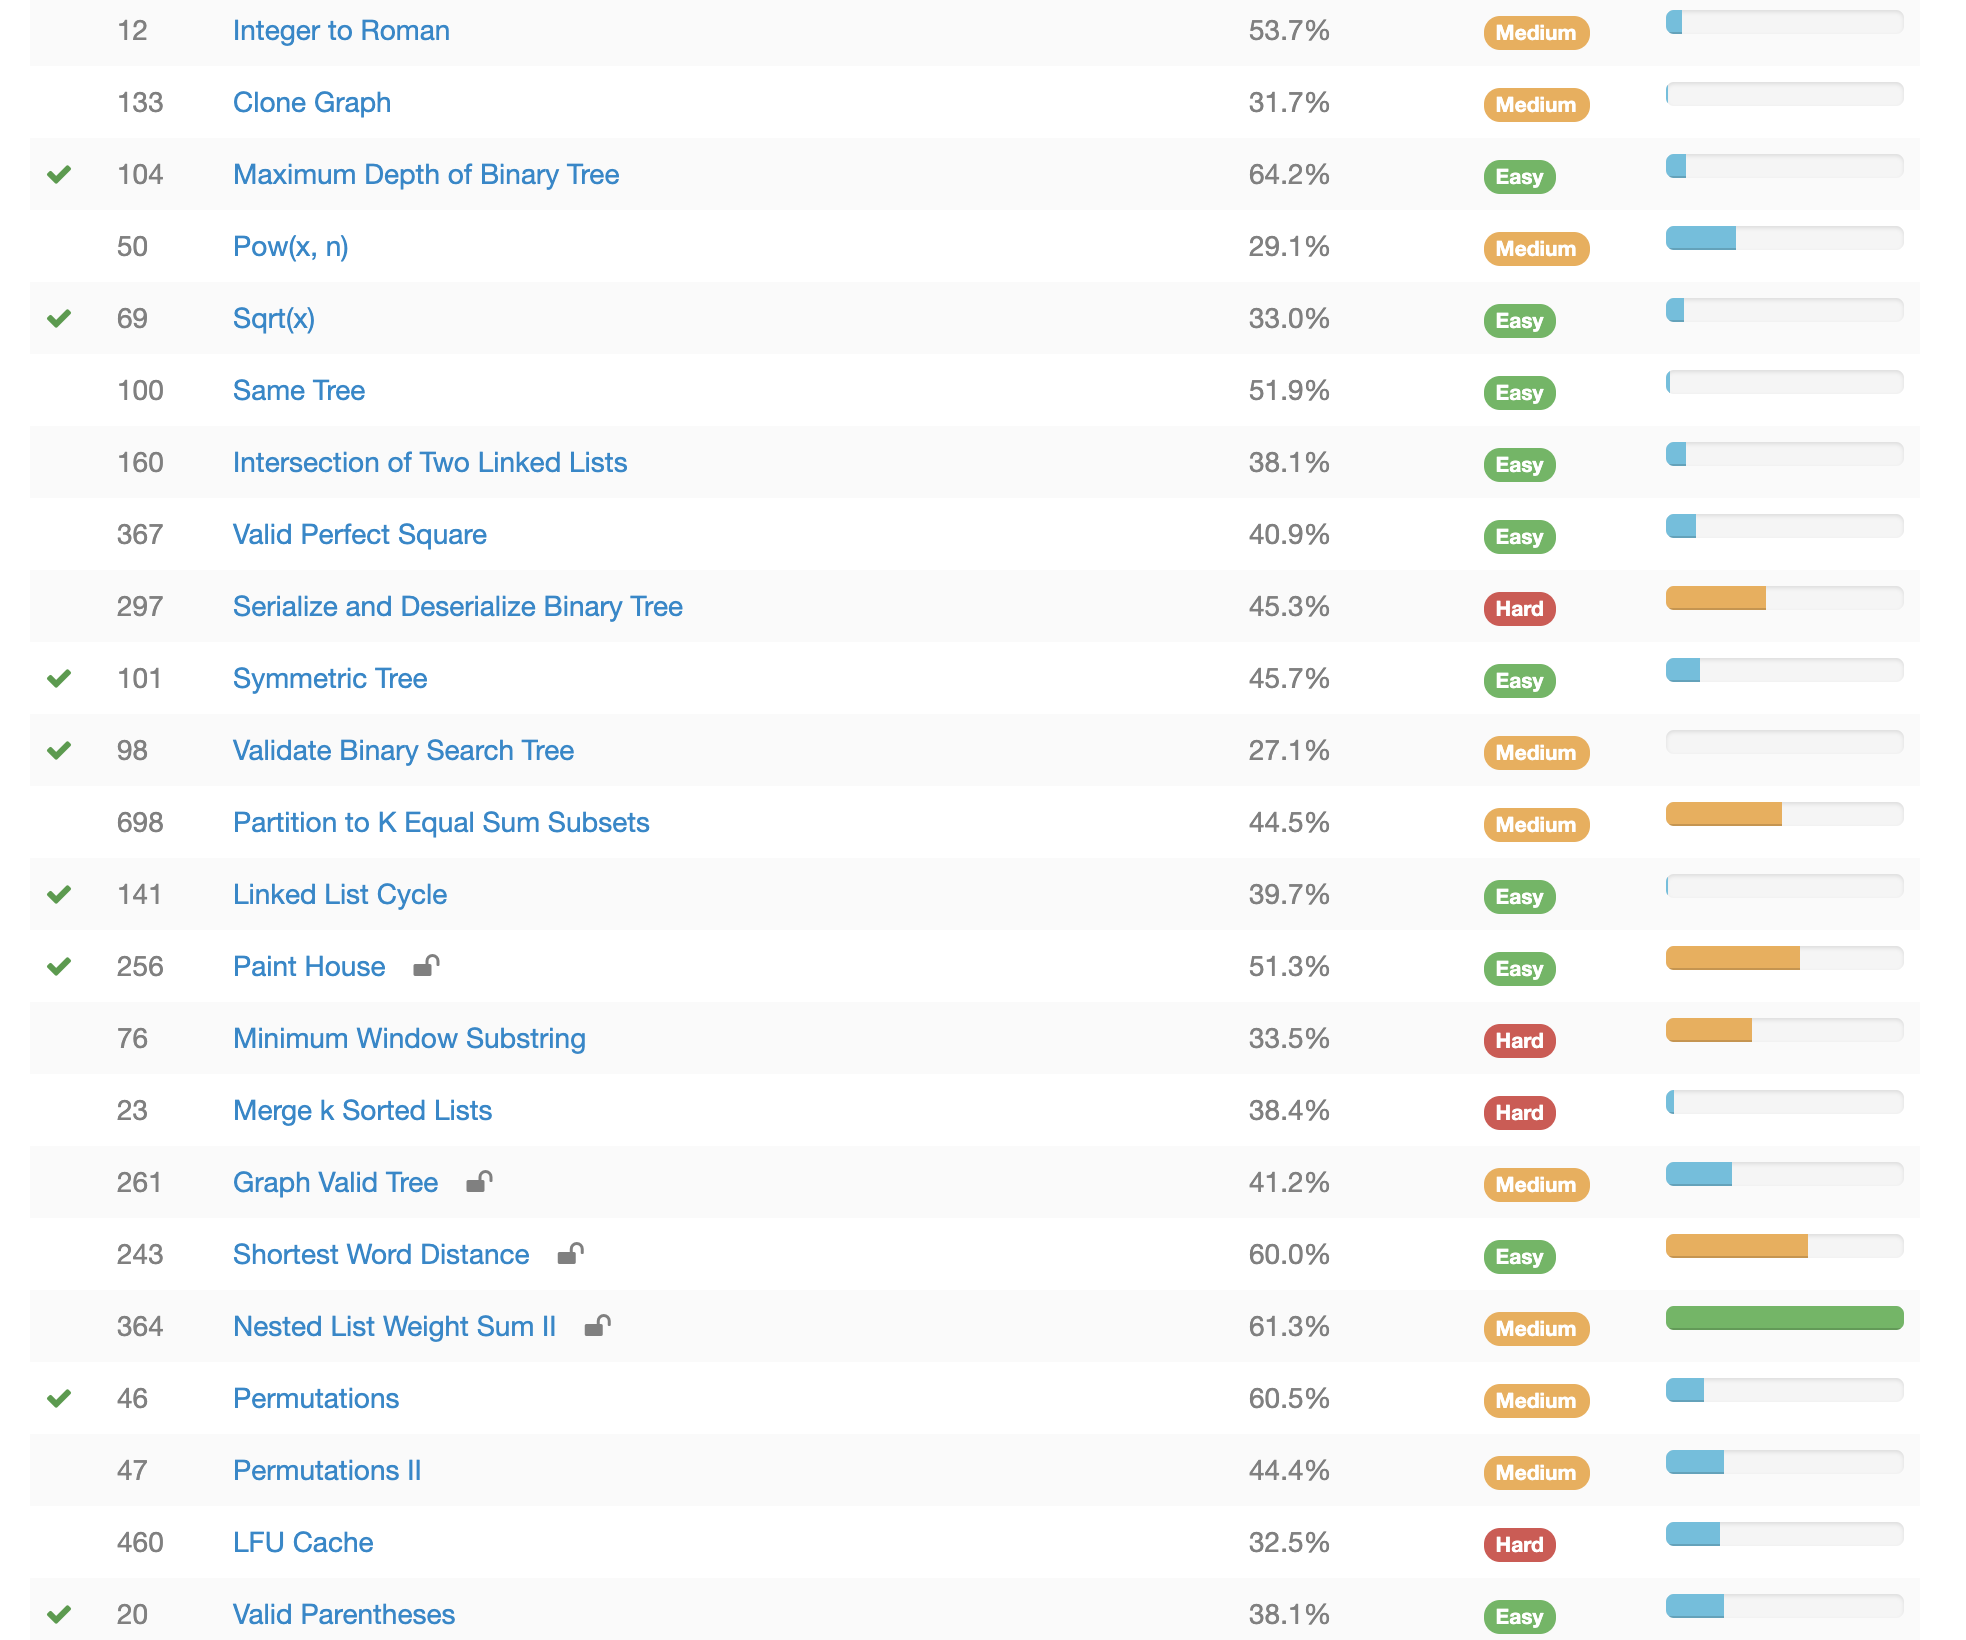 12 Integer to Roman 53.7% Medium
133 Clone Graph 31.7% Medium
104 Maximum Depth of Binary Tree 64.2% Easy
50 Pow(x, n) 29.1% Medium
69 Sqrt(x) 33.0% Easy
100 Same Tree 51.9% Easy
160 Intersection of Two Linked Lists 38.1% Easy
367 Valid Perfect Square 40.9% Easy
297 Serialize and Deserialize Binary Tree 45.3% Hard
101 Symmetric Tree 45.7% Easy
98 Validate Binary Search Tree 27.1% Medium
698 Partition to K Equal Sum Subsets 44.5% Medium
141 Linked List Cycle 39.7% Easy
256 Paint House 51.3% Easy
76 Minimum Window Substring 33.5% Hard
23 Merge k Sorted Lists 38.4% Hard
261 Graph Valid Tree 41.2% Medium
243 Shortest Word Distance 60.0% Easy
364 Nested List Weight Sum II 61.3% Medium
46 Permutations 60.5% Medium
47 Permutations II 44.4% Medium
460 LFU Cache 32.5% Hard
20 Valid Parentheses 38.1% Easy